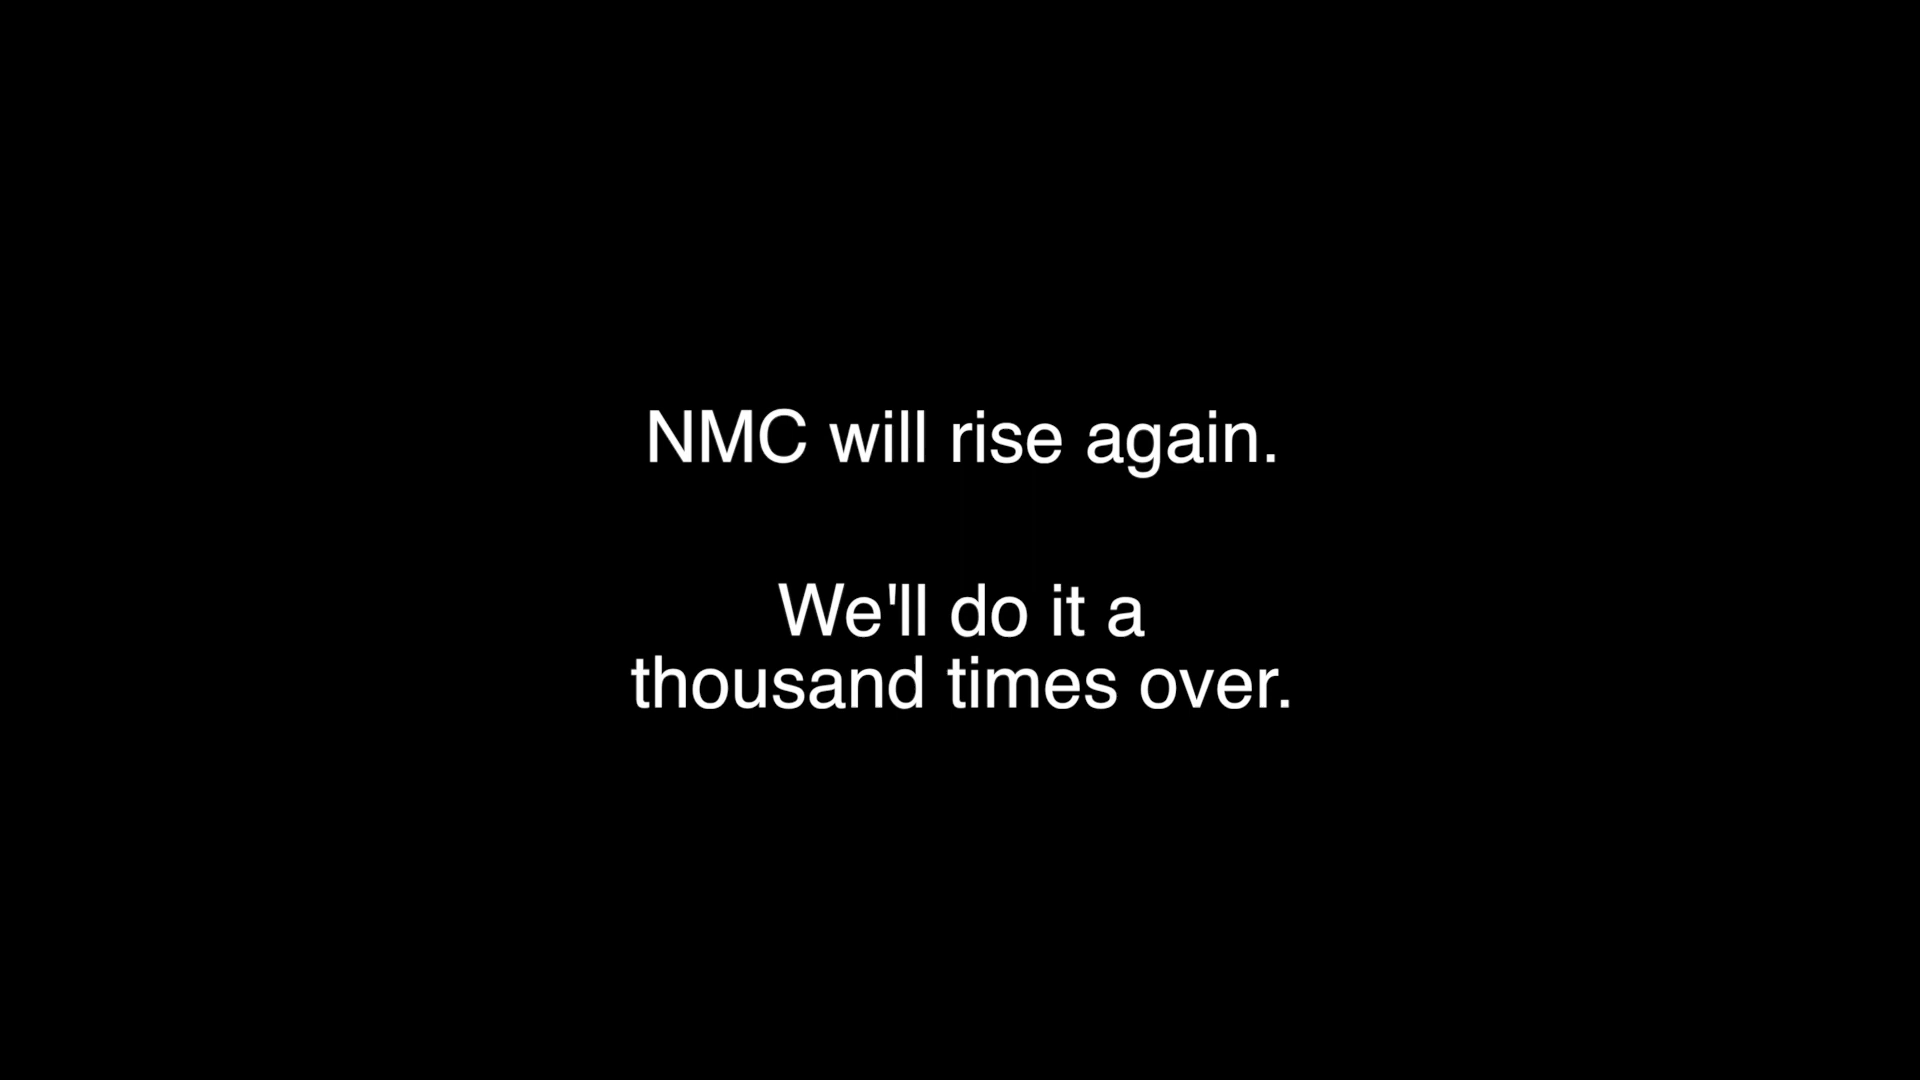 NMC will rise again.
We'll do it a
thousand times over.